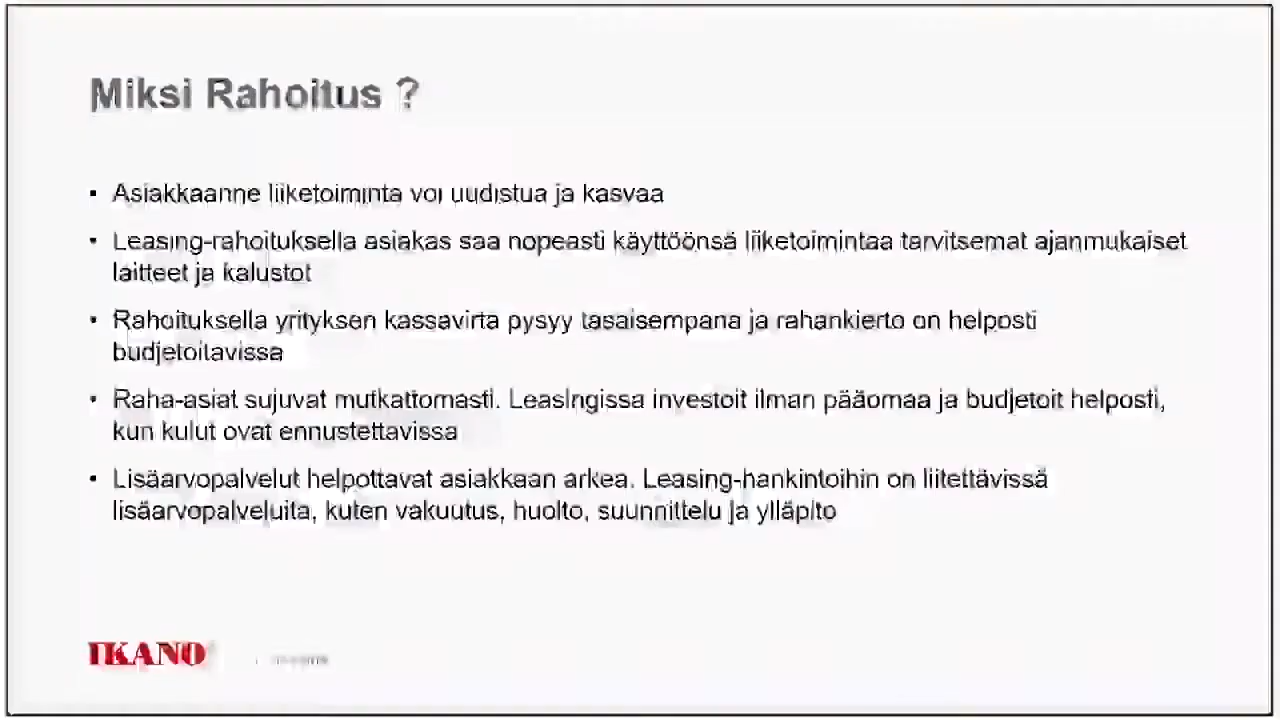 Miksi Rahoitus ?
▪ Asiakkaanne liiketoiminta voi uudistua ja kasvaa
▪ Leasing-rahoituksella asiakas saa nopeasti käyttöönsä liiketoimintaa tarvitsemat ajanmukaiset
laitteet ja kalustot
▪ Rahoituksella yrityksen kassavirta pysyy tasaisempana ja rahankierto on helposti
budjetoitavissa
▪ Raha-asiat sujuvat mutkattomasti. Leasingissa investoit ilman pääomaa ja budjetoit helposti,
kun kulut ovat ennustettavissa
▪ Lisäarvopalvelut helpottavat asiakkaan arkea. Leasing-hankintoihin on liitettävissä
lisäarvopalveluita, kuten vakuutus, huolto, suunnittelu ja ylläpito
IKANO